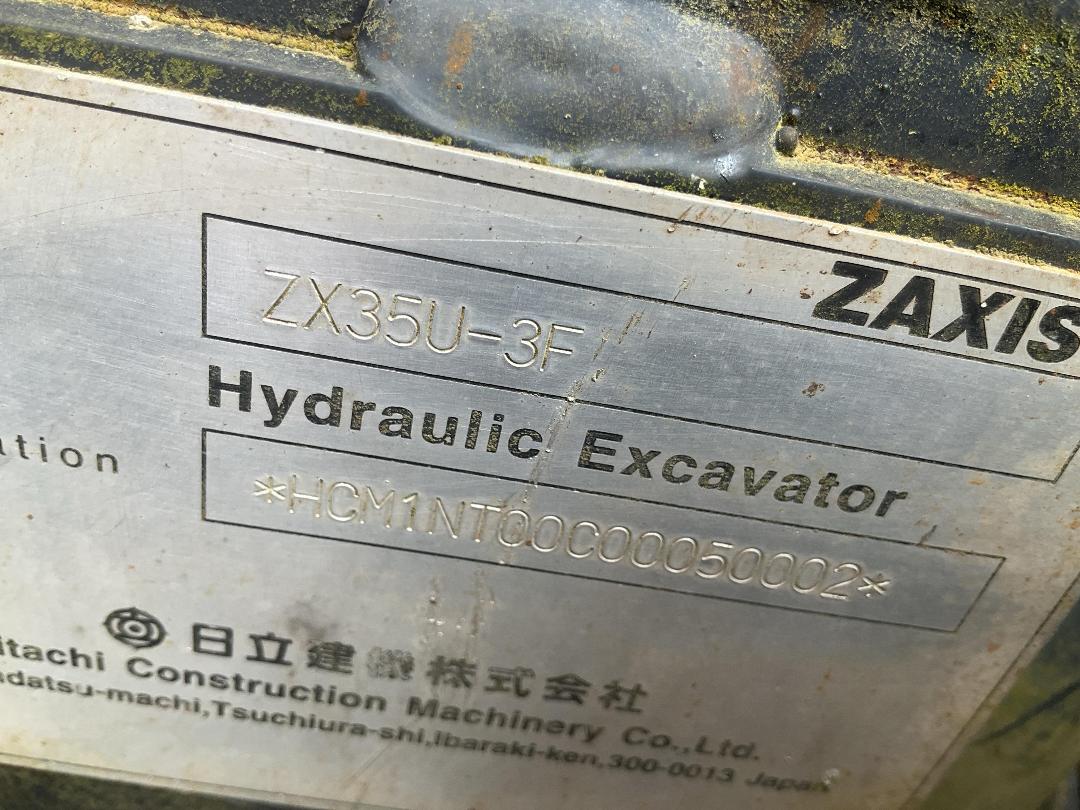 ZAXIS
ZX35U-3F
Hydraulic Excavator
ation
*HCM1NT00C00050002*
日立建機株式会社
itachi Construction Machinery Co.,Ltd.
adatsu-machi,Tsuchiura-shi,Ibaraki-ken,300-0013 Japan